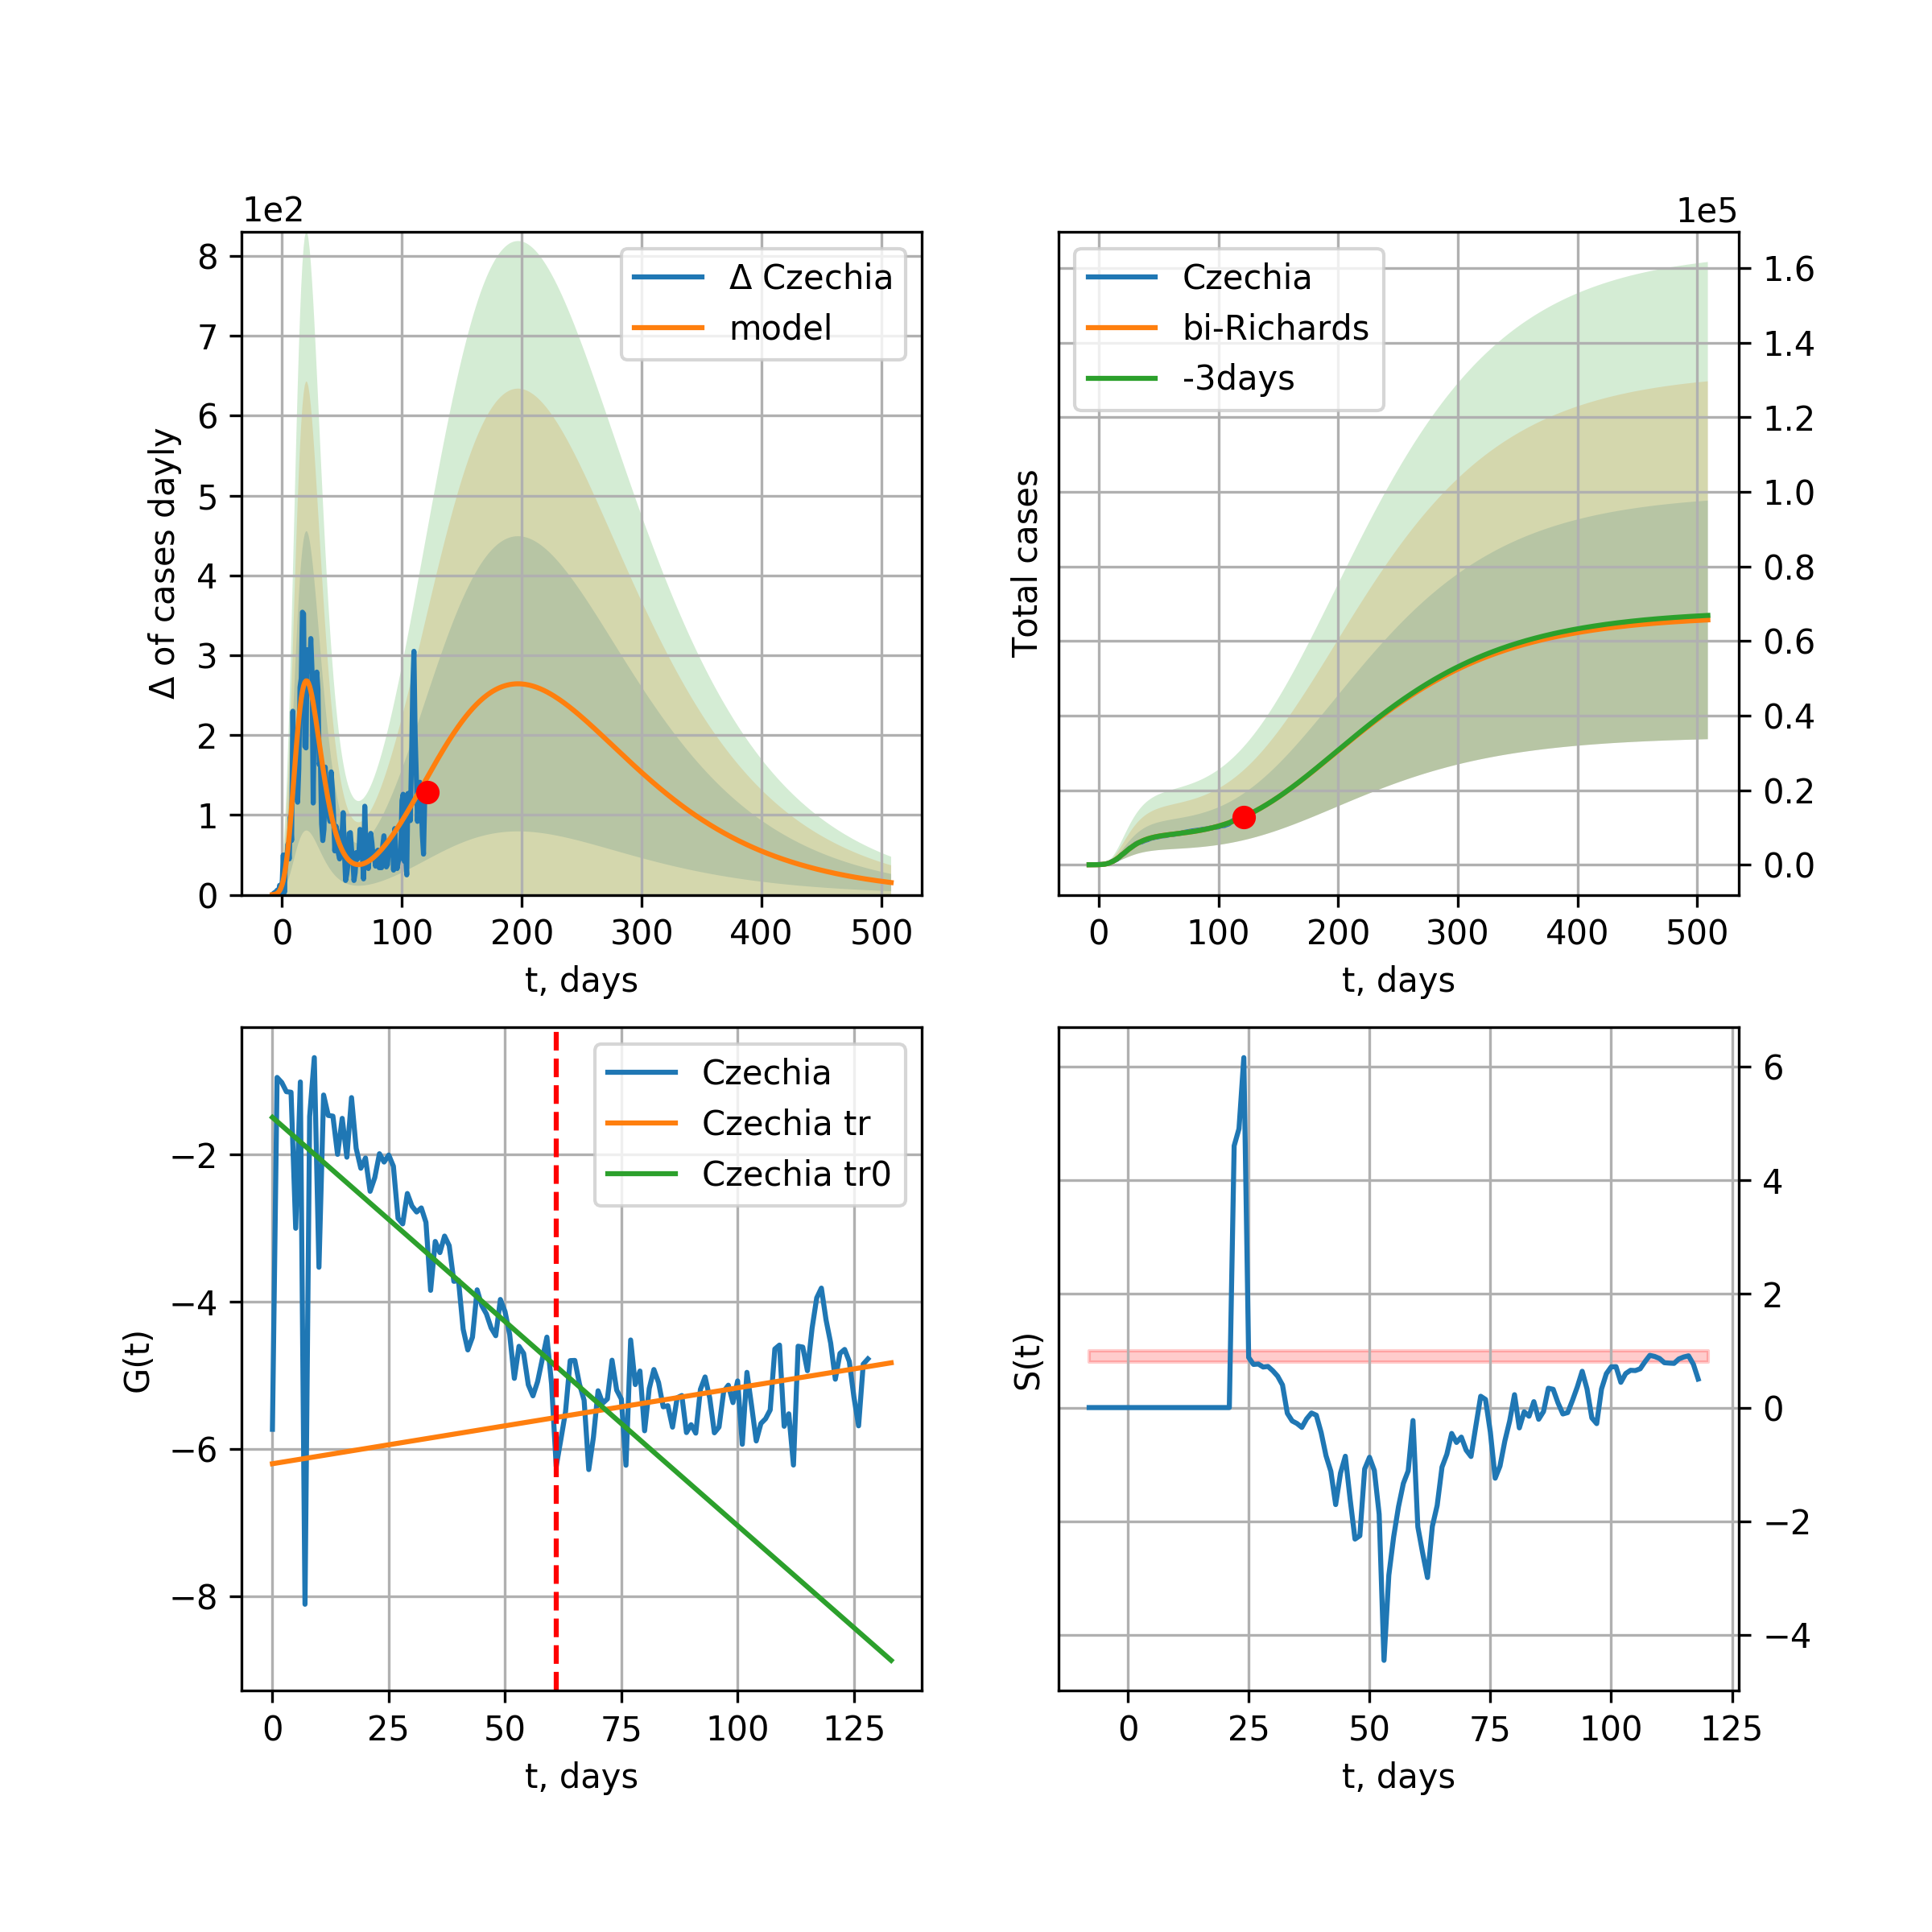 1e2
8
7
6
5
4
3
2
1
0
Δ of cases dayly
Δ Czechia
model
0 100 200 300 400 500
t, days
1e5
Total cases
Czechia
bi-Richards
-3days
1.6
1.4
1.2
1.0
0.8
0.6
0.4
0.2
0.0
0 100 200 300 400 500
t, days
G(t)
−2
−4
−6
−8
Czechia
Czechia tr
Czechia tr0
0 25 50 75 100 125
t, days
S(t)
6
4
2
0
−2
−4
0 25 50 75 100 125
t, days